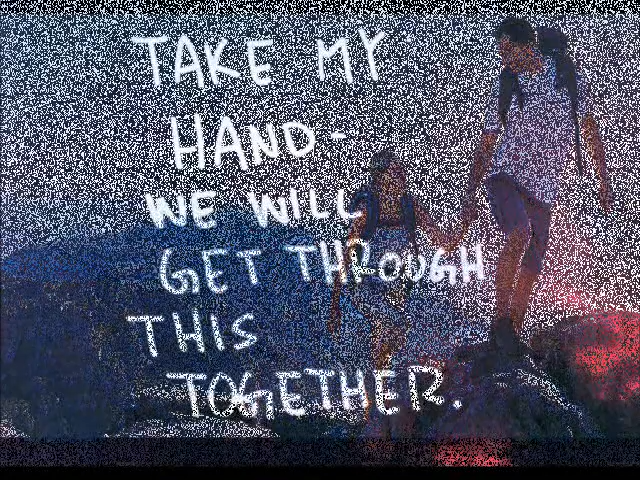 TAKE MY
HAND-
WE WILL
GET THROUGH
THIS
TOGETHER.